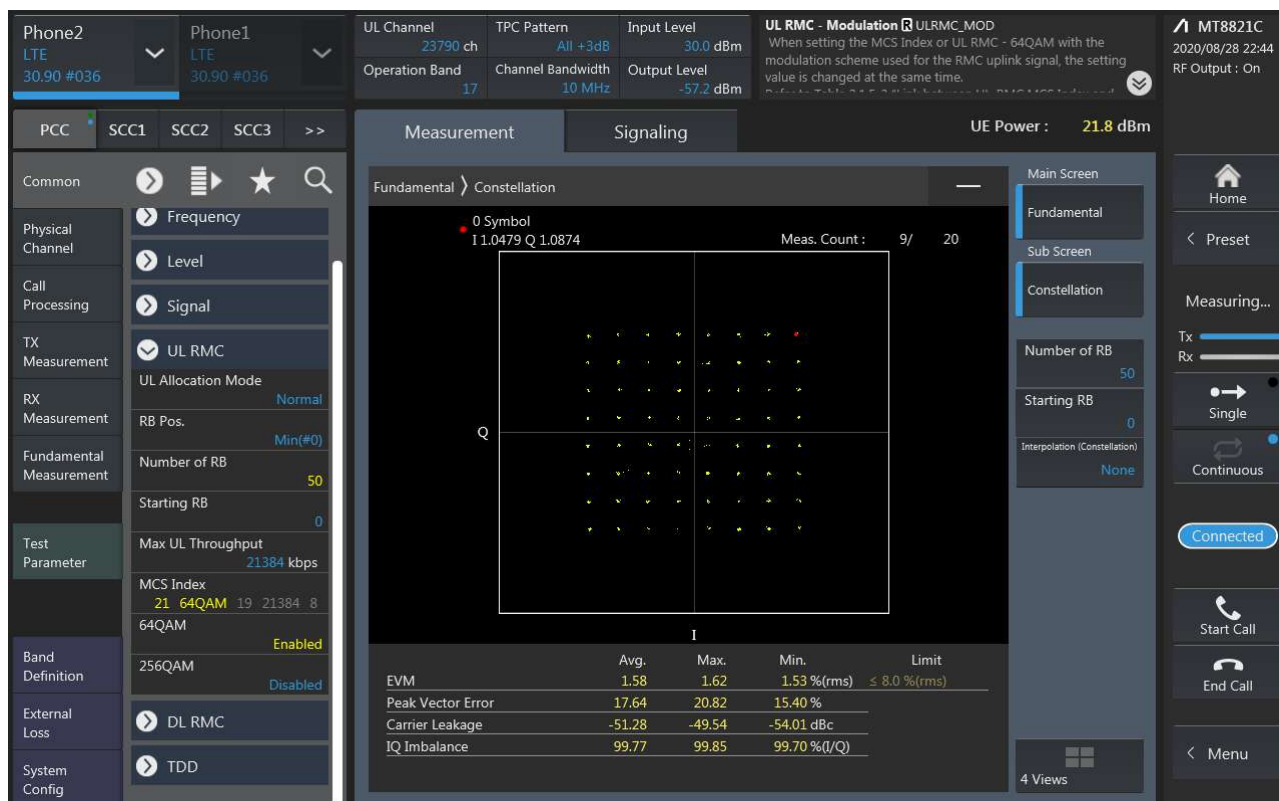 Phone2
LTE
30.90 #036
Phone1
LTE
30.90 #036
UL Channel
23790 ch
TPC Pattern
All +3dB
Input Level
30.0 dBm
Operation Band
17
Channel Bandwidth
10 MHz
Output Level
-57.2 dBm
UL RMC - Modulation R ULRMC_MOD
When setting the MCS Index or UL RMC - 64QAM with the
modulation scheme used for the RMC uplink signal, the setting
value is changed at the same time.
MT8821C
2020/08/28 22:44
RF Output : On
PCC SCC1 SCC2 SCC3 >>
Measurement
Signaling
UE Power : 21.8 dBm
Common
Physical
Channel
Call
Processing
TX
Measurement
RX
Measurement
Fundamental
Measurement
Test
Parameter
Band
Definition
External
Loss
System
Config
Frequency
Level
Signal
UL RMC
UL Allocation Mode
Normal
RB Pos.
Min(#0)
Number of RB
50
Starting RB
0
Max UL Throughput
21384 kbps
MCS Index
21 64QAM 19 21384 8
64QAM
Enabled
256QAM
Disabled
DL RMC
TDD
Fundamental 〉 Constellation
0 Symbol
I 1.0479 Q 1.0874
Meas. Count : 9/ 20
Q
I
Avg. Max. Min. Limit
EVM 1.58 1.62 1.53 %(rms) ≤ 8.0 %(rms)
Peak Vector Error 17.64 20.82 15.40 %
Carrier Leakage -51.28 -49.54 -54.01 dBc
IQ Imbalance 99.77 99.85 99.70 %(I/Q)
Main Screen
Fundamental
Sub Screen
Constellation
Number of RB
50
Starting RB
0
Interpolation (Constellation)
None
4 Views
Home
< Preset
Measuring...
Tx
Rx
Single
Continuous
Connected
Start Call
End Call
< Menu